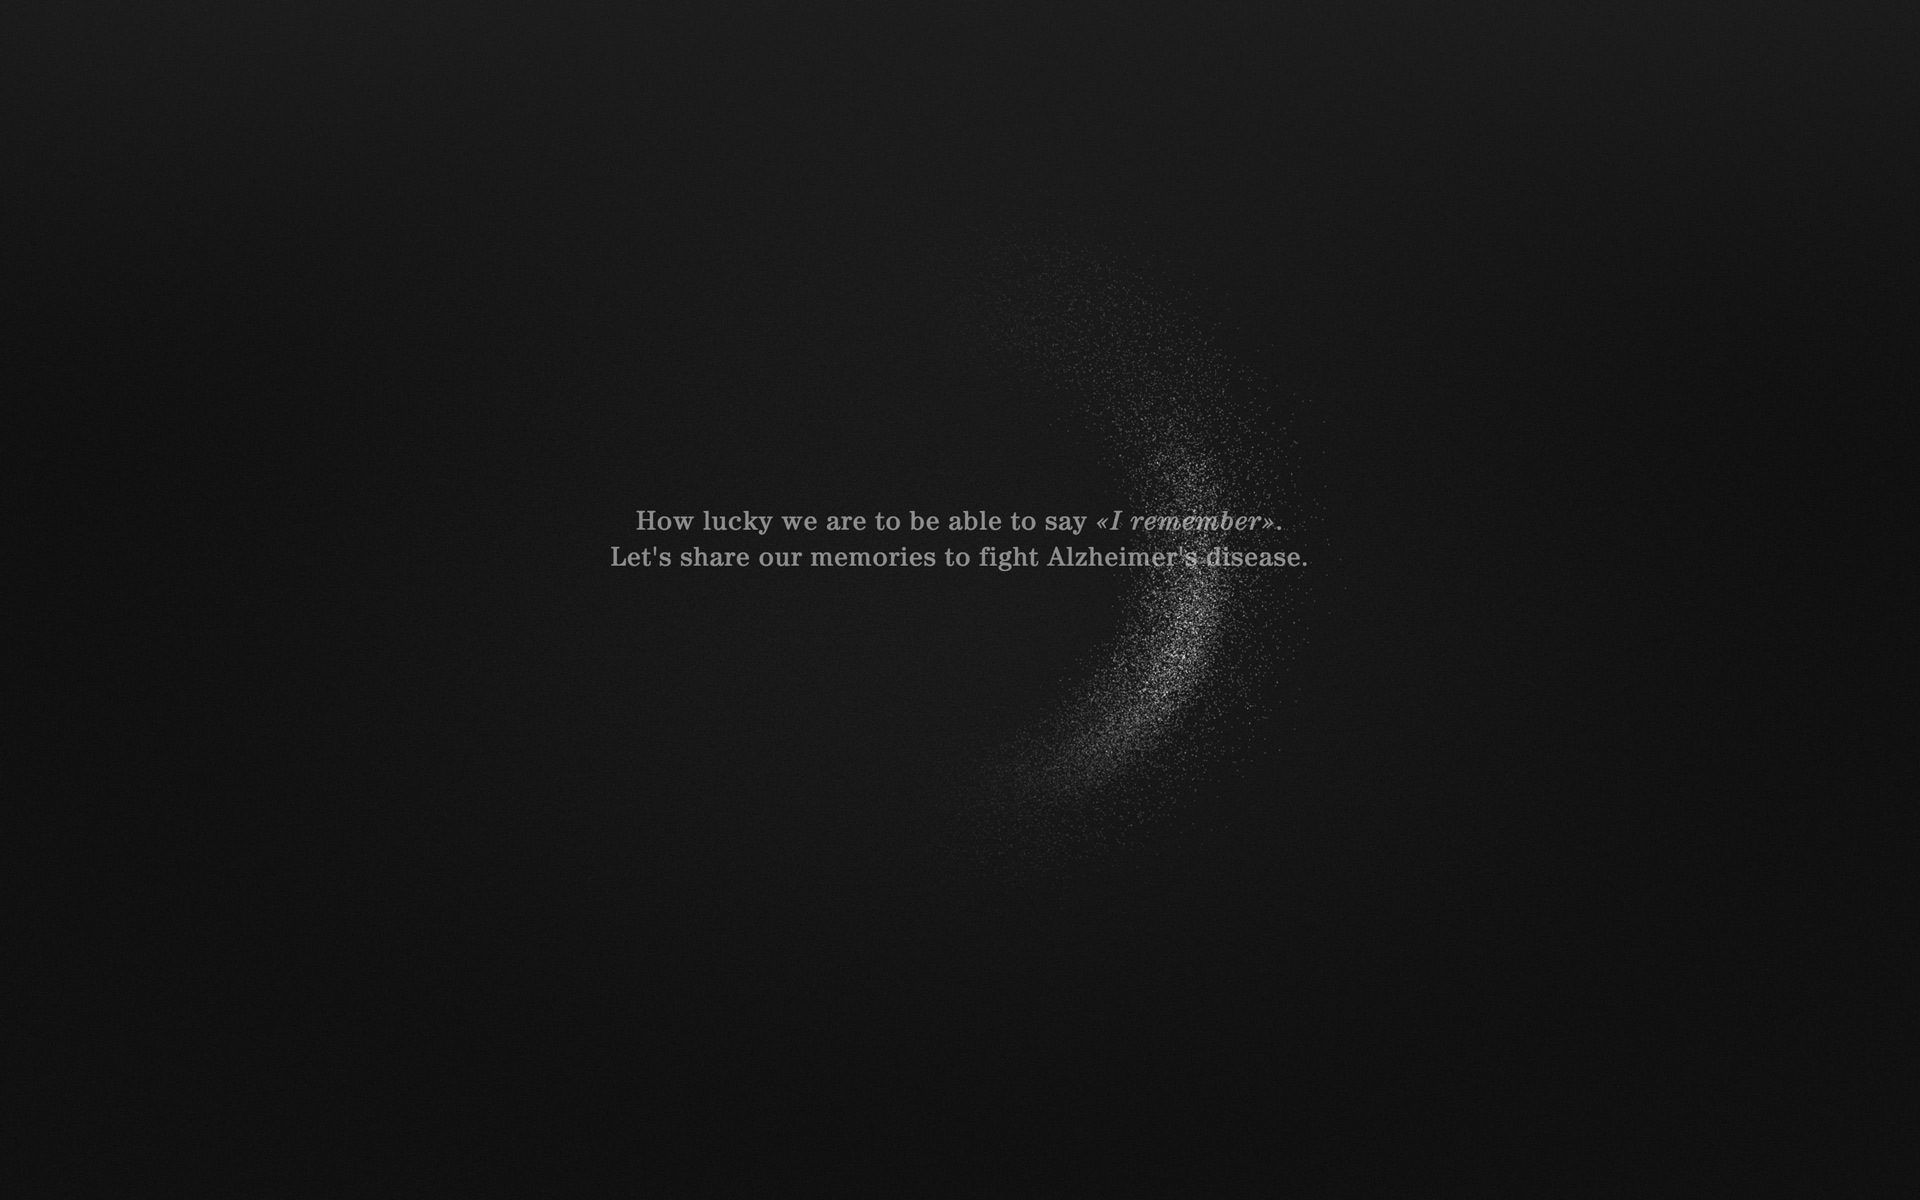 How lucky we are to be able to say «I remember».
Let's share our memories to fight Alzheimer's disease.